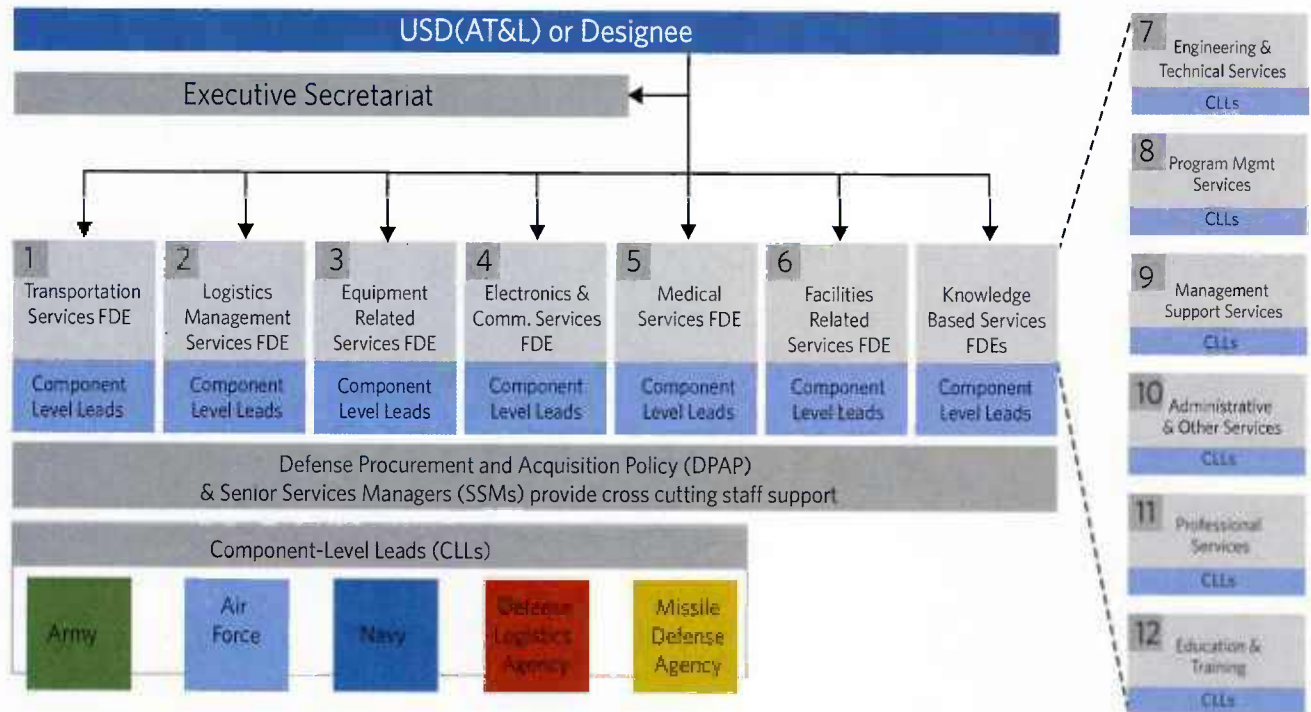 USD(AT&L) or Designee
Executive Secretariat
1
Transportation
Services FDE
Component
Level Leads
2
Logistics
Management
Services FDE
Component
Level Leads
3
Equipment
Related
Services FDE
Component
Level Leads
4
Electronics &
Comm. Services
FDE
Component
Level Leads
5
Medical
Services FDE
Component
Level Leads
6
Facilities
Related
Services FDE
Component
Level Leads
Knowledge
Based Services
FDEs
Component
Level Leads
7
Engineering &
Technical Services
CLLs
8
Program Mgmt
Services
CLLs
9
Management
Support Services
CLLs
10
Administrative
& Other Services
CLLs
11
Professional
Services
CLLs
12
Education &
Training
CLLs
Defense Procurement and Acquisition Policy (DPAP)
& Senior Services Managers (SSMs) provide cross cutting staff support
Component-Level Leads (CLLs)
Army
Air
Force
Navy
Defense
Logistics
Agency
Missile
Defense
Agency